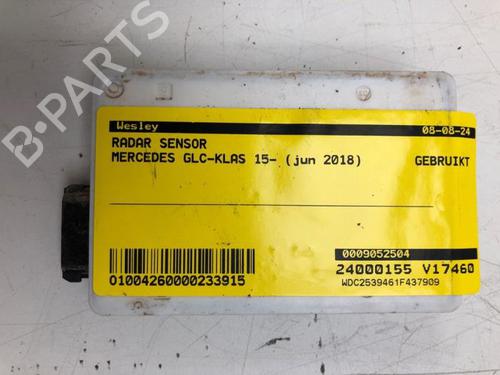 Wesley 08-08-24
RADAR SENSOR
MERCEDES GLC-KLAS 15- (jun 2018) GEBRUIKT
0009052504
24000155 V17460
WDC2539461F437909
01004260000233915
B-PARTS